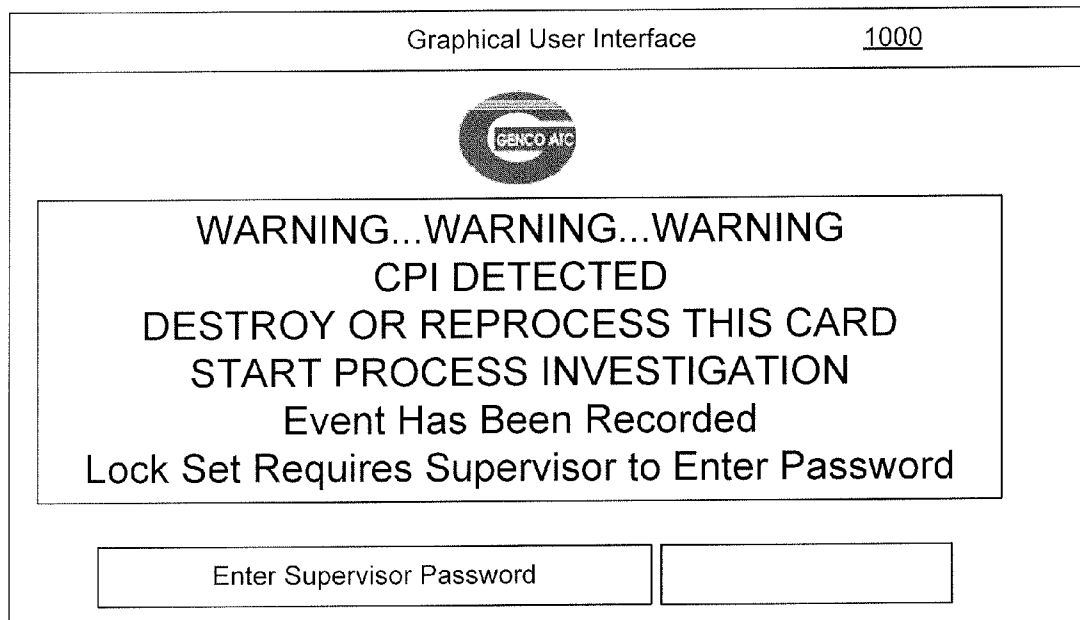 Graphical User Interface 1000
GENCO ATC
WARNING...WARNING...WARNING
CPI DETECTED
DESTROY OR REPROCESS THIS CARD
START PROCESS INVESTIGATION
Event Has Been Recorded
Lock Set Requires Supervisor to Enter Password
Enter Supervisor Password